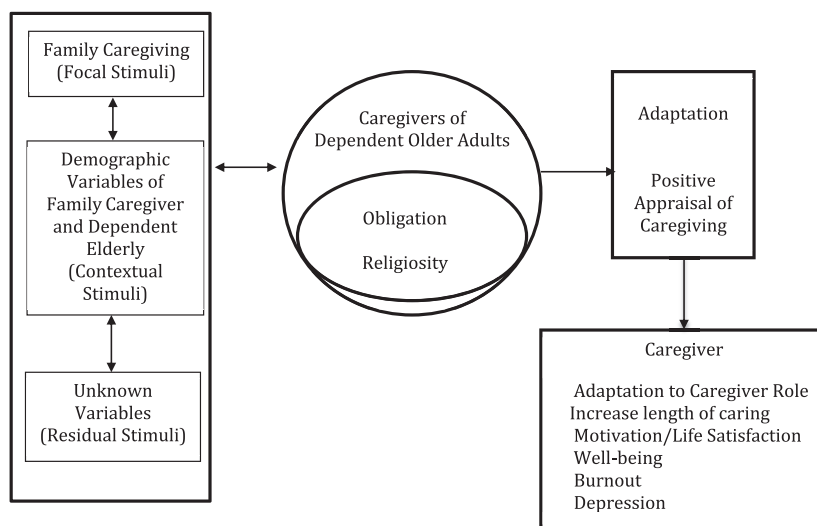 Family Caregiving
(Focal Stimuli)
Demographic
Variables of
Family Caregiver
and Dependent
Elderly
(Contextual
Stimuli)
Unknown
Variables
(Residual Stimuli)
Caregivers of
Dependent Older Adults
Obligation
Religiosity
Adaptation
Positive
Appraisal of
Caregiving
Caregiver
Adaptation to Caregiver Role
Increase length of caring
Motivation/Life Satisfaction
Well-being
Burnout
Depression